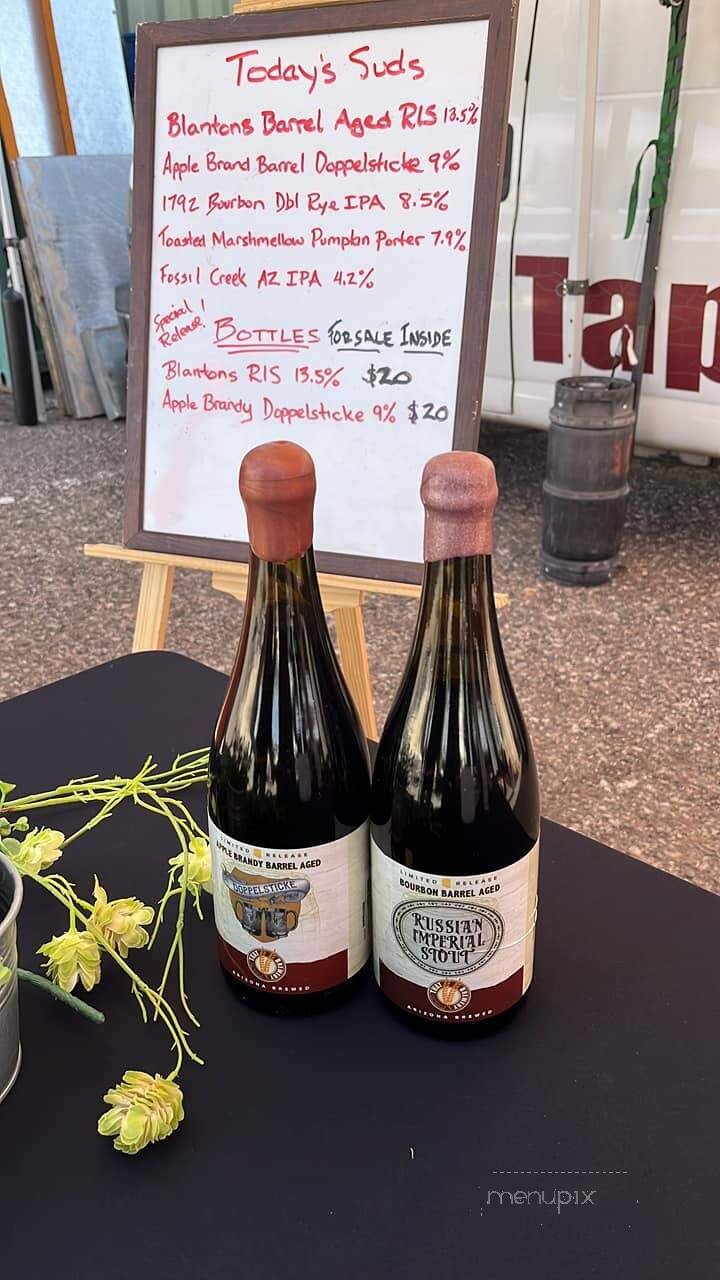 Today's Suds
Blantons Barrel Aged RIS 13.5%
Apple Brand Barrel Doppelsticke 9%
1792 Bourbon Dbl Rye IPA 8.5%
Toasted Marshmellow Pumpkn Porter 7.9%
Fossil Creek AZ IPA 4.2%
Special! Release!
BOTTLES FOR SALE INSIDE
Blantons RIS 13.5% $20
Apple Brandy Doppelsticke 9% $20
Tap
LIMITED RELEASE
APPLE BRANDY BARREL AGED
DOPPELSTICKE
ARIZONA BREWED
LIMITED RELEASE
BOURBON BARREL AGED
RUSSIAN
IMPERIAL
STOUT
ARIZONA BREWED
menupix